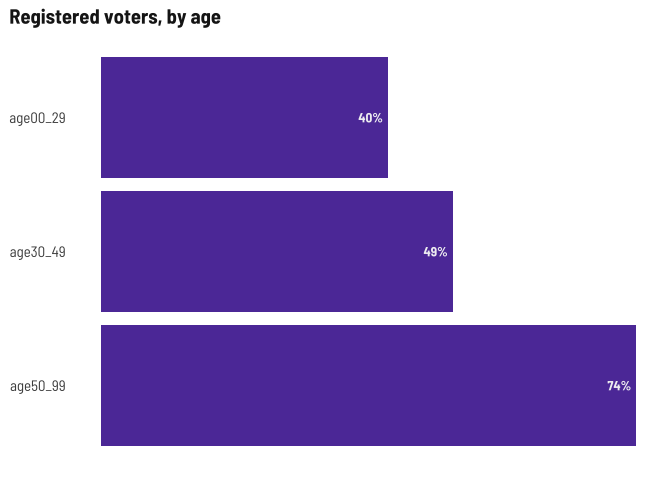 Registered voters, by age
age00_29
40%
age30_49
49%
age50_99
74%